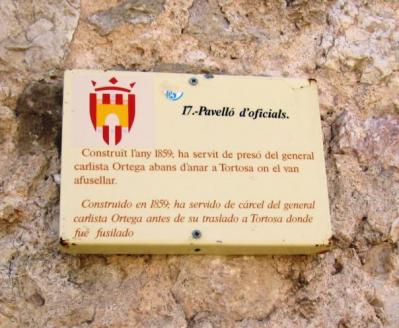 17.-Pavelló d'oficials.
Construït l'any 1859; ha servit de presó del general
carlista Ortega abans d'anar a Tortosa on el van
afusellar.
Construido en 1859; ha servido de cárcel del general
carlista Ortega antes de su traslado a Tortosa donde
fué fusilado